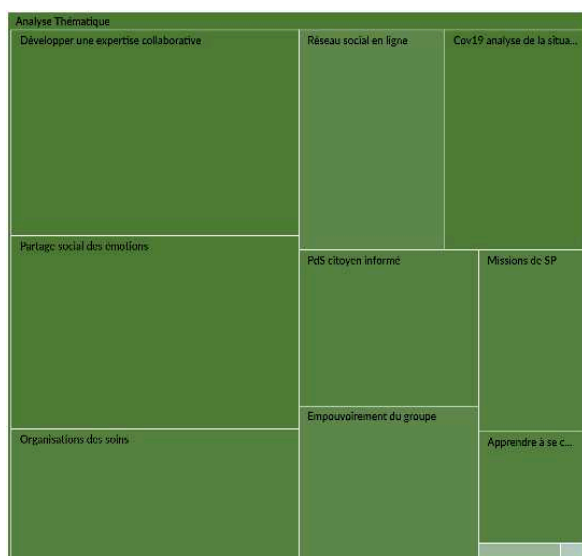 Analyse Thématique
Développer une expertise collaborative
Réseau social en ligne
Cov19 analyse de la situa...
Partage social des émotions
PdS citoyen informé
Missions de SP
Empouvoîrement du groupe
Organisations des soins
Apprendre à se c...